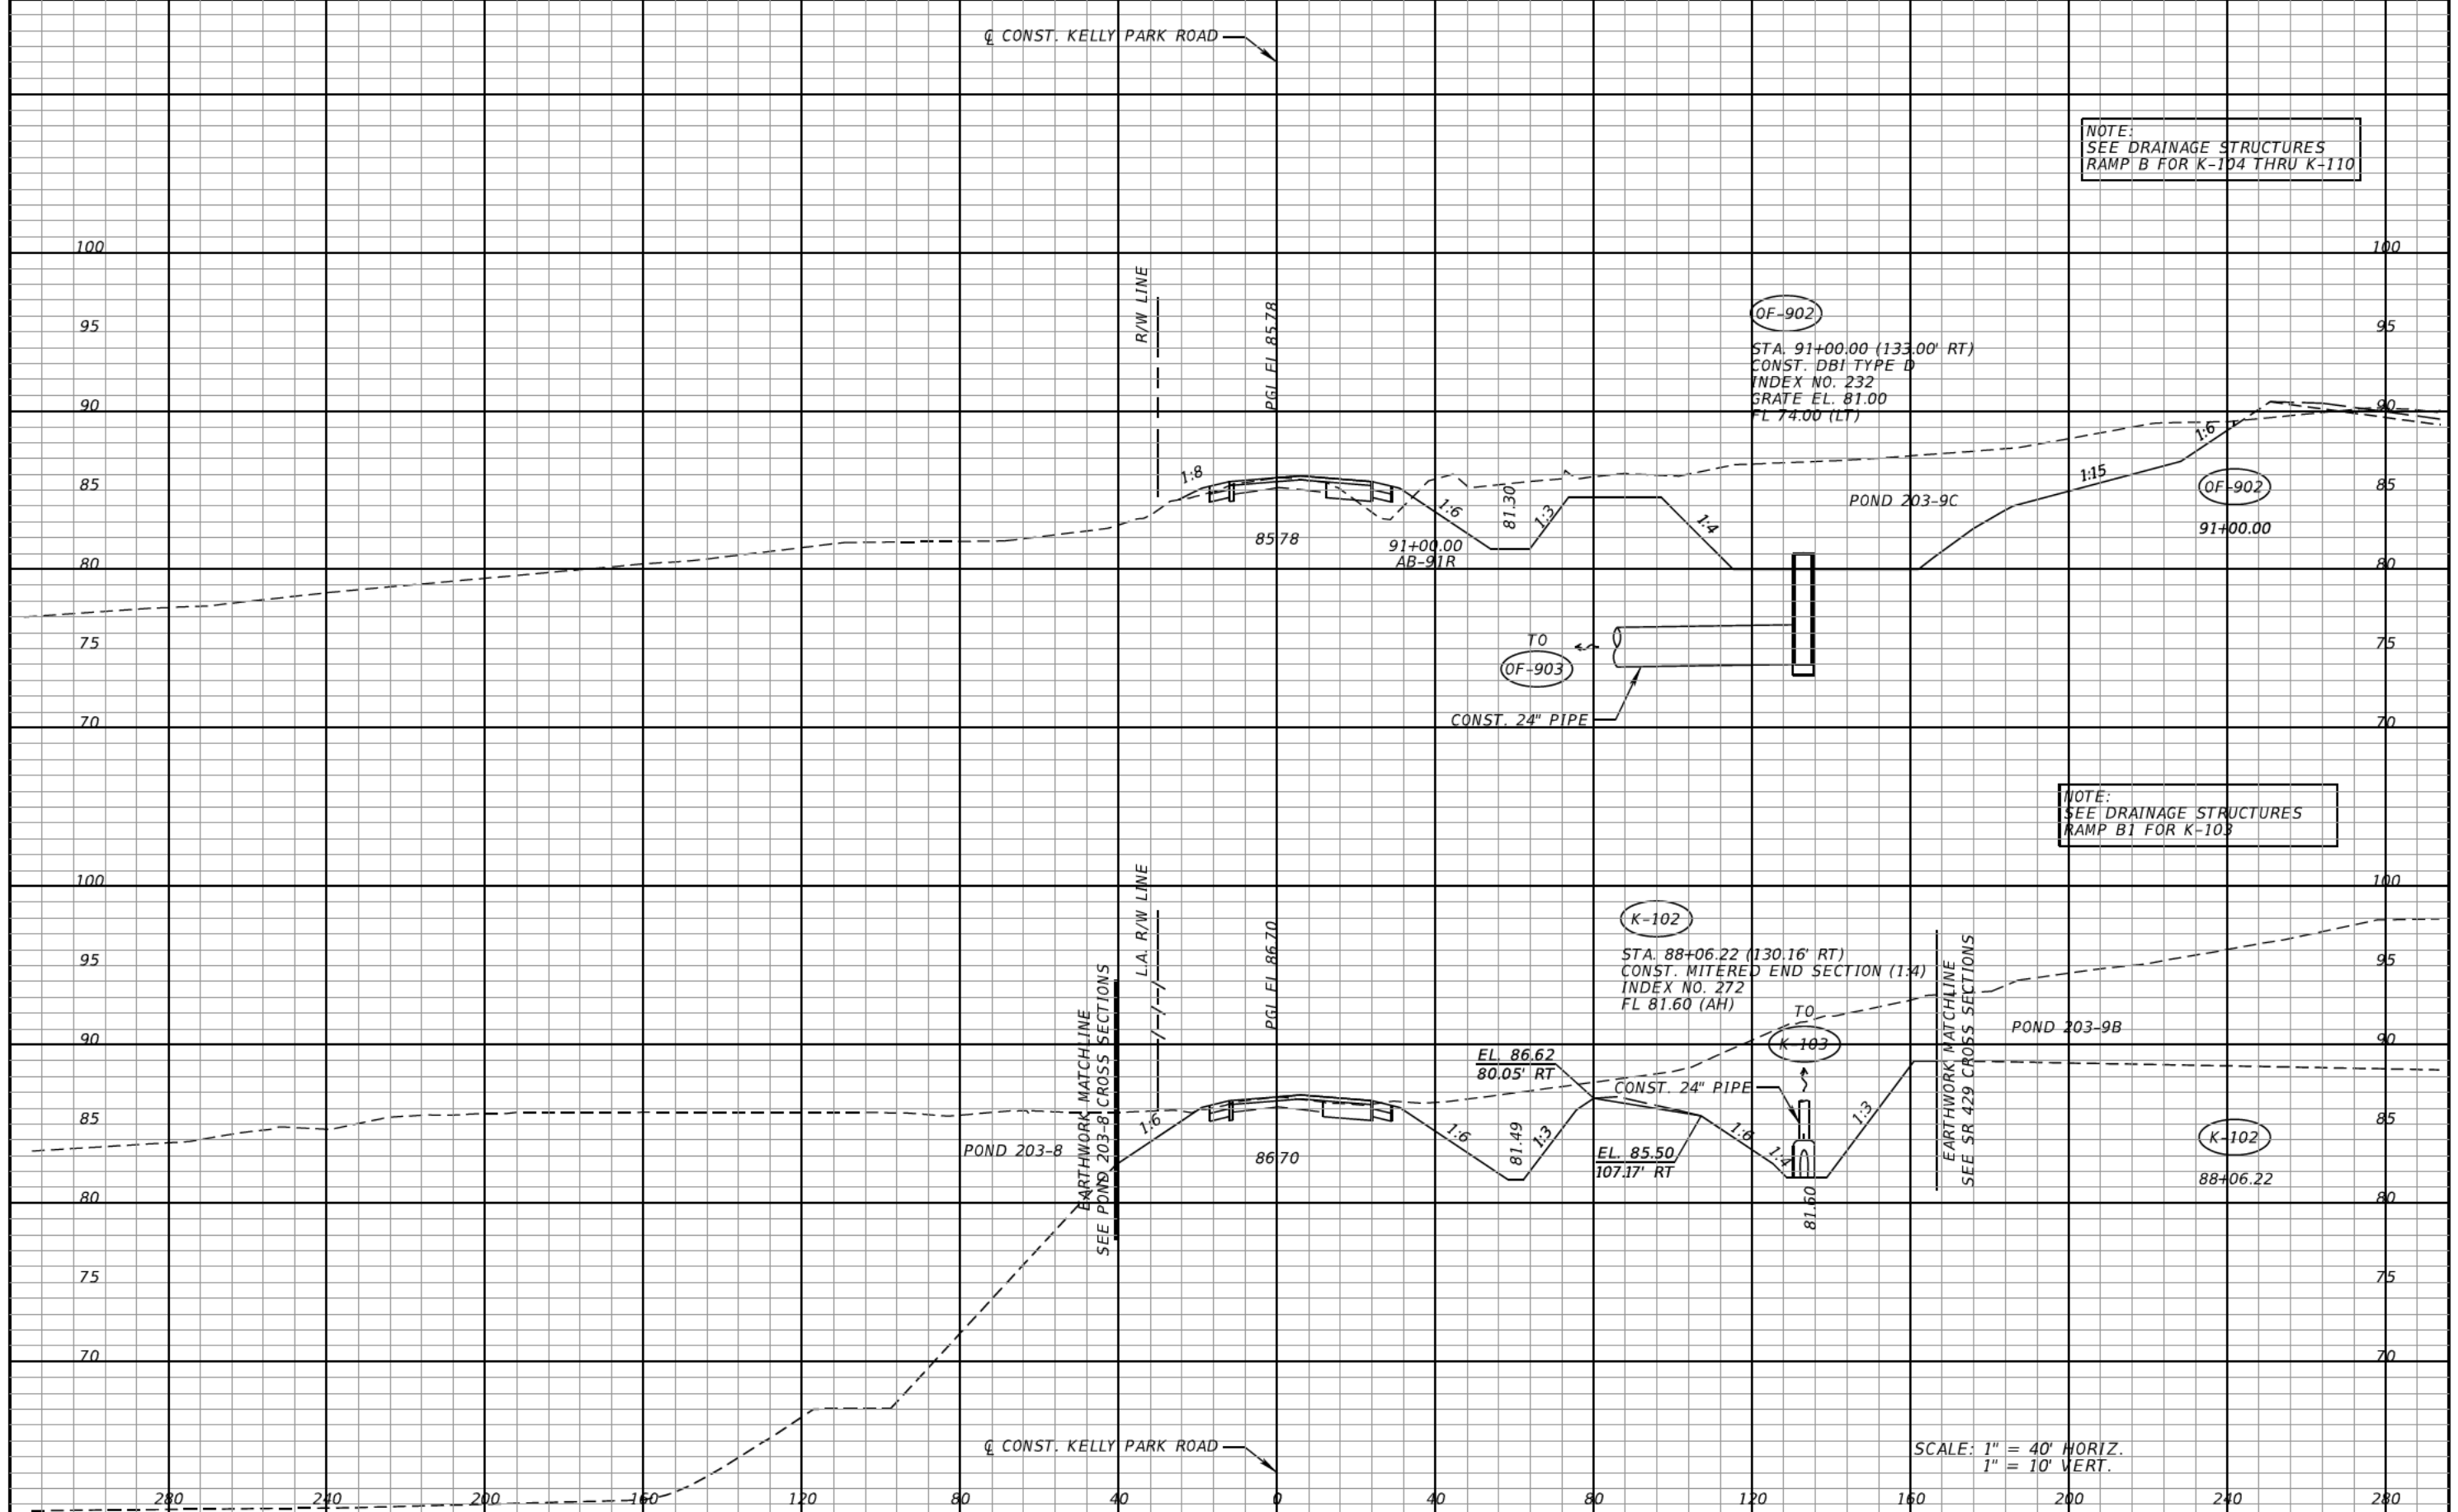 ℄ CONST. KELLY PARK ROAD
NOTE:
SEE DRAINAGE STRUCTURES
RAMP B FOR K-104 THRU K-110
100
100
R/W LINE
PGL EL 85.78
OF-902
95
95
STA. 91+00.00 (133.00' RT)
CONST. DBI TYPE D
INDEX NO. 232
GRATE EL. 81.00
FL 74.00 (LT)
90
90
1:6
1:8
1:15
85
85
81.30
POND 203-9C
OF-902
1:6
1:3
1:4
91+00.00
85.78
91+00.00
AB-91R
80
80
TO
OF-903
75
75
CONST. 24" PIPE
70
70
NOTE:
SEE DRAINAGE STRUCTURES
RAMP B1 FOR K-103
100
100
L.A. R/W LINE
PGL EL 86.70
K-102
STA. 88+06.22 (130.16' RT)
CONST. MITERED END SECTION (1:4)
INDEX NO. 272
FL 81.60 (AH)
95
95
EARTHWORK MATCHLINE
SEE POND 203-8 CROSS SECTIONS
EARTHWORK MATCHLINE
SEE SR 429 CROSS SECTIONS
TO
K-103
POND 203-9B
90
90
EL. 86.62
80.05' RT
CONST. 24" PIPE
85
85
1:6
1:6
81.49
1:3
1:6
1:4
1:3
K-102
POND 203-8
86.70
EL. 85.50
107.17' RT
88+06.22
81.60
80
80
75
75
70
70
℄ CONST. KELLY PARK ROAD
SCALE: 1" = 40' HORIZ.
1" = 10' VERT.
280 240 200 160 120 80 40 0 40 80 120 160 200 240 280